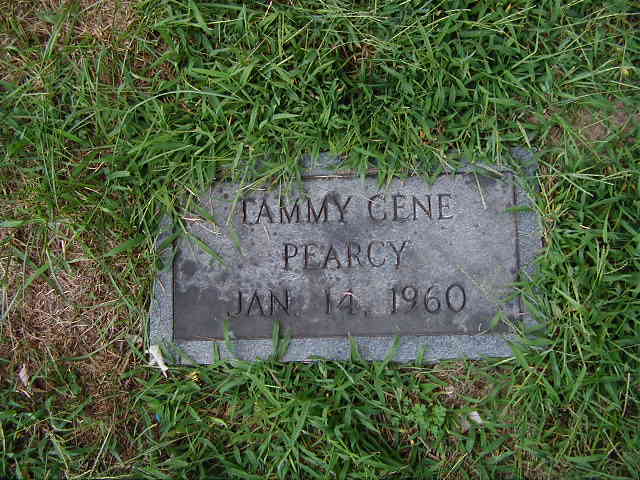 TAMMY GENE
PEARCY
JAN. 14, 1960